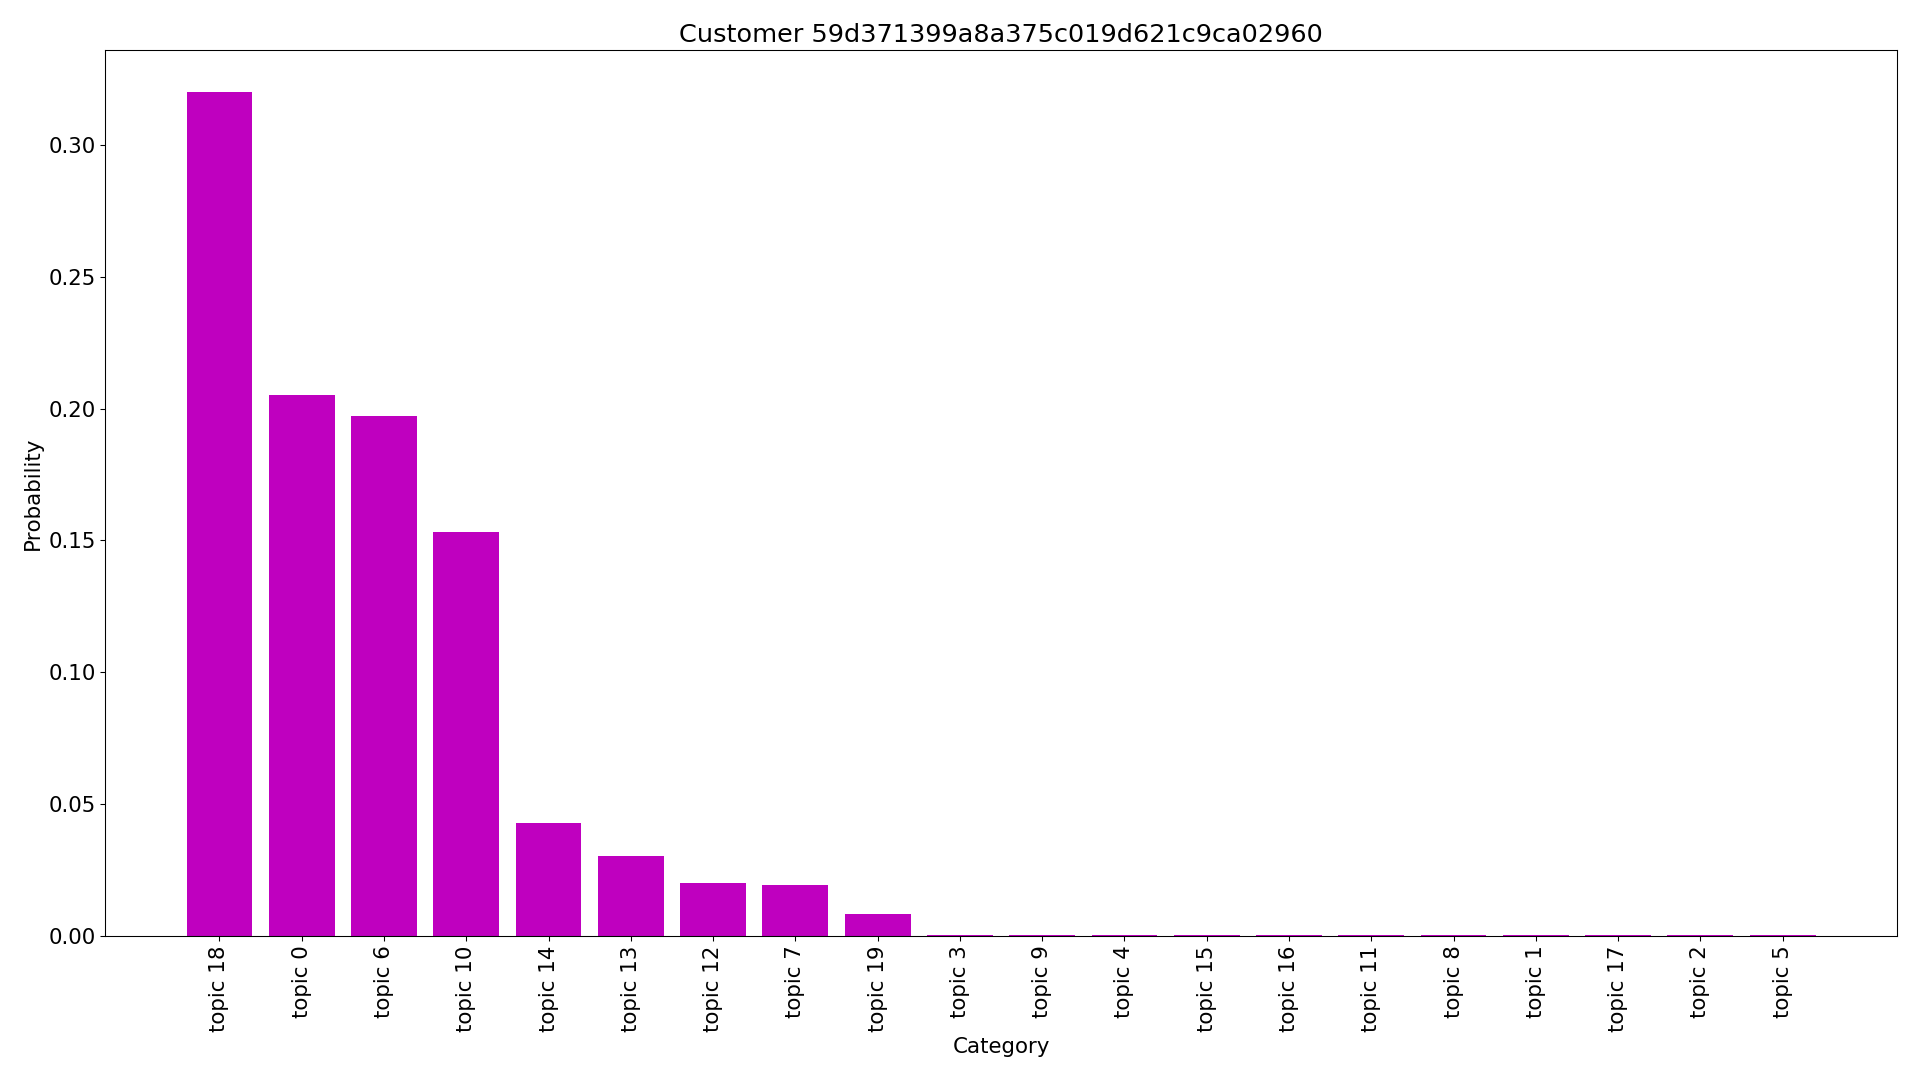 Customer 59d371399a8a375c019d621c9ca02960
Probability
0.30
0.25
0.20
0.15
0.10
0.05
0.00
topic 18
topic 0
topic 6
topic 10
topic 14
topic 13
topic 12
topic 7
topic 19
topic 3
topic 9
topic 4
topic 15
topic 16
topic 11
topic 8
topic 1
topic 17
topic 2
topic 5
Category